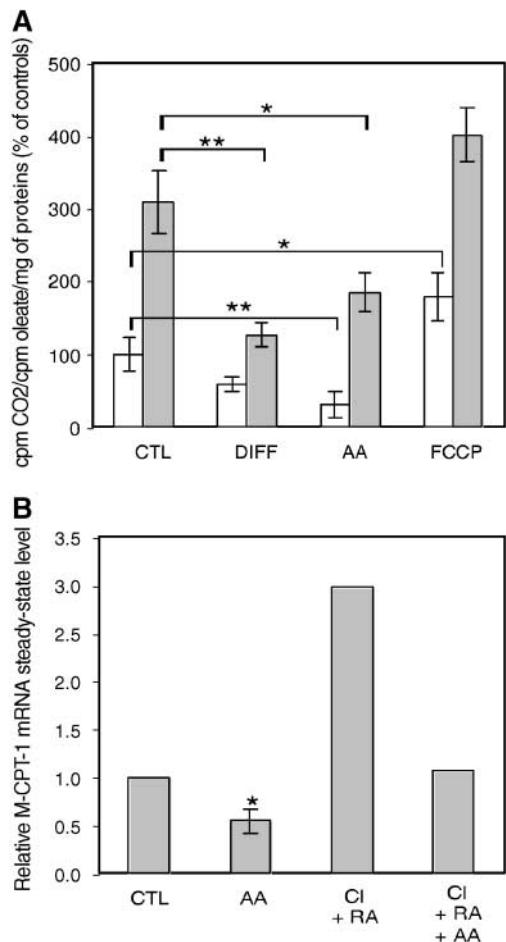 A
cpm CO2/cpm oleate/mg of proteins (% of controls)
500
400
300
200
100
0
*
**
*
**
CTL DIFF AA FCCP
B
Relative M-CPT-1 mRNA steady-state level
3.5
3.0
2.5
2.0
1.5
1.0
0.5
0.0
*
CTL AA CI CI
+ RA + RA
+ AA